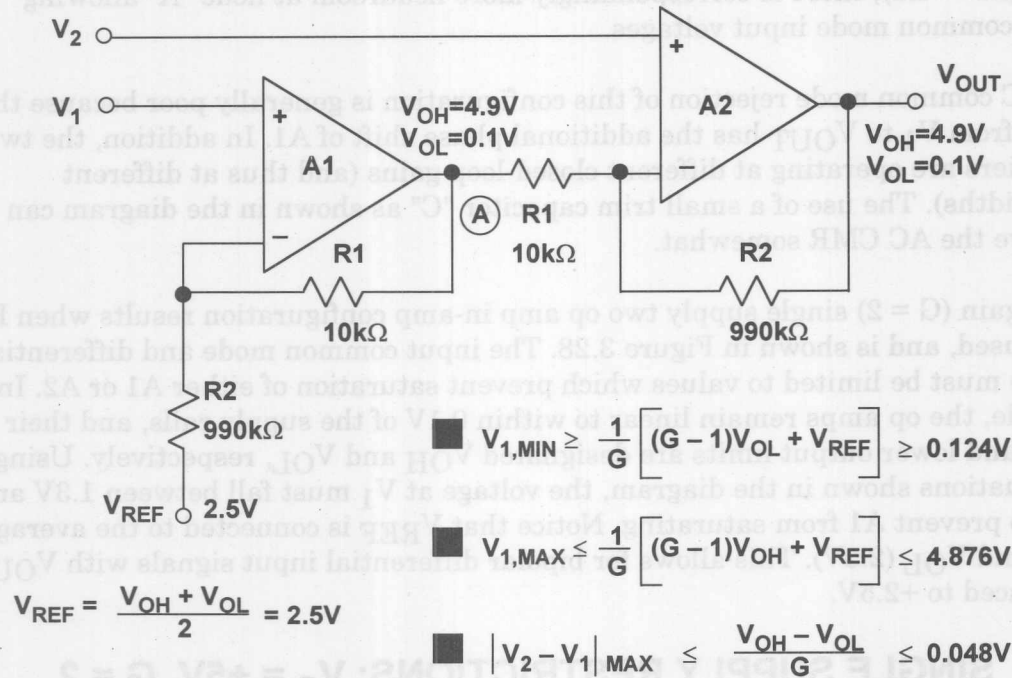 V2
V1
+
−
A1
VOH=4.9V
VOL=0.1V
A
R1
10kΩ
R1
10kΩ
+
−
A2
VOUT
VOH=4.9V
VOL=0.1V
R2
990kΩ
R2
990kΩ
VREF 2.5V
VREF = VOH + VOL / 2 = 2.5V
V1,MIN ≥ 1/G [(G – 1)VOL + VREF] ≥ 0.124V
V1,MAX ≤ 1/G [(G – 1)VOH + VREF] ≤ 4.876V
|V2 – V1| MAX ≤ VOH – VOL / G ≤ 0.048V